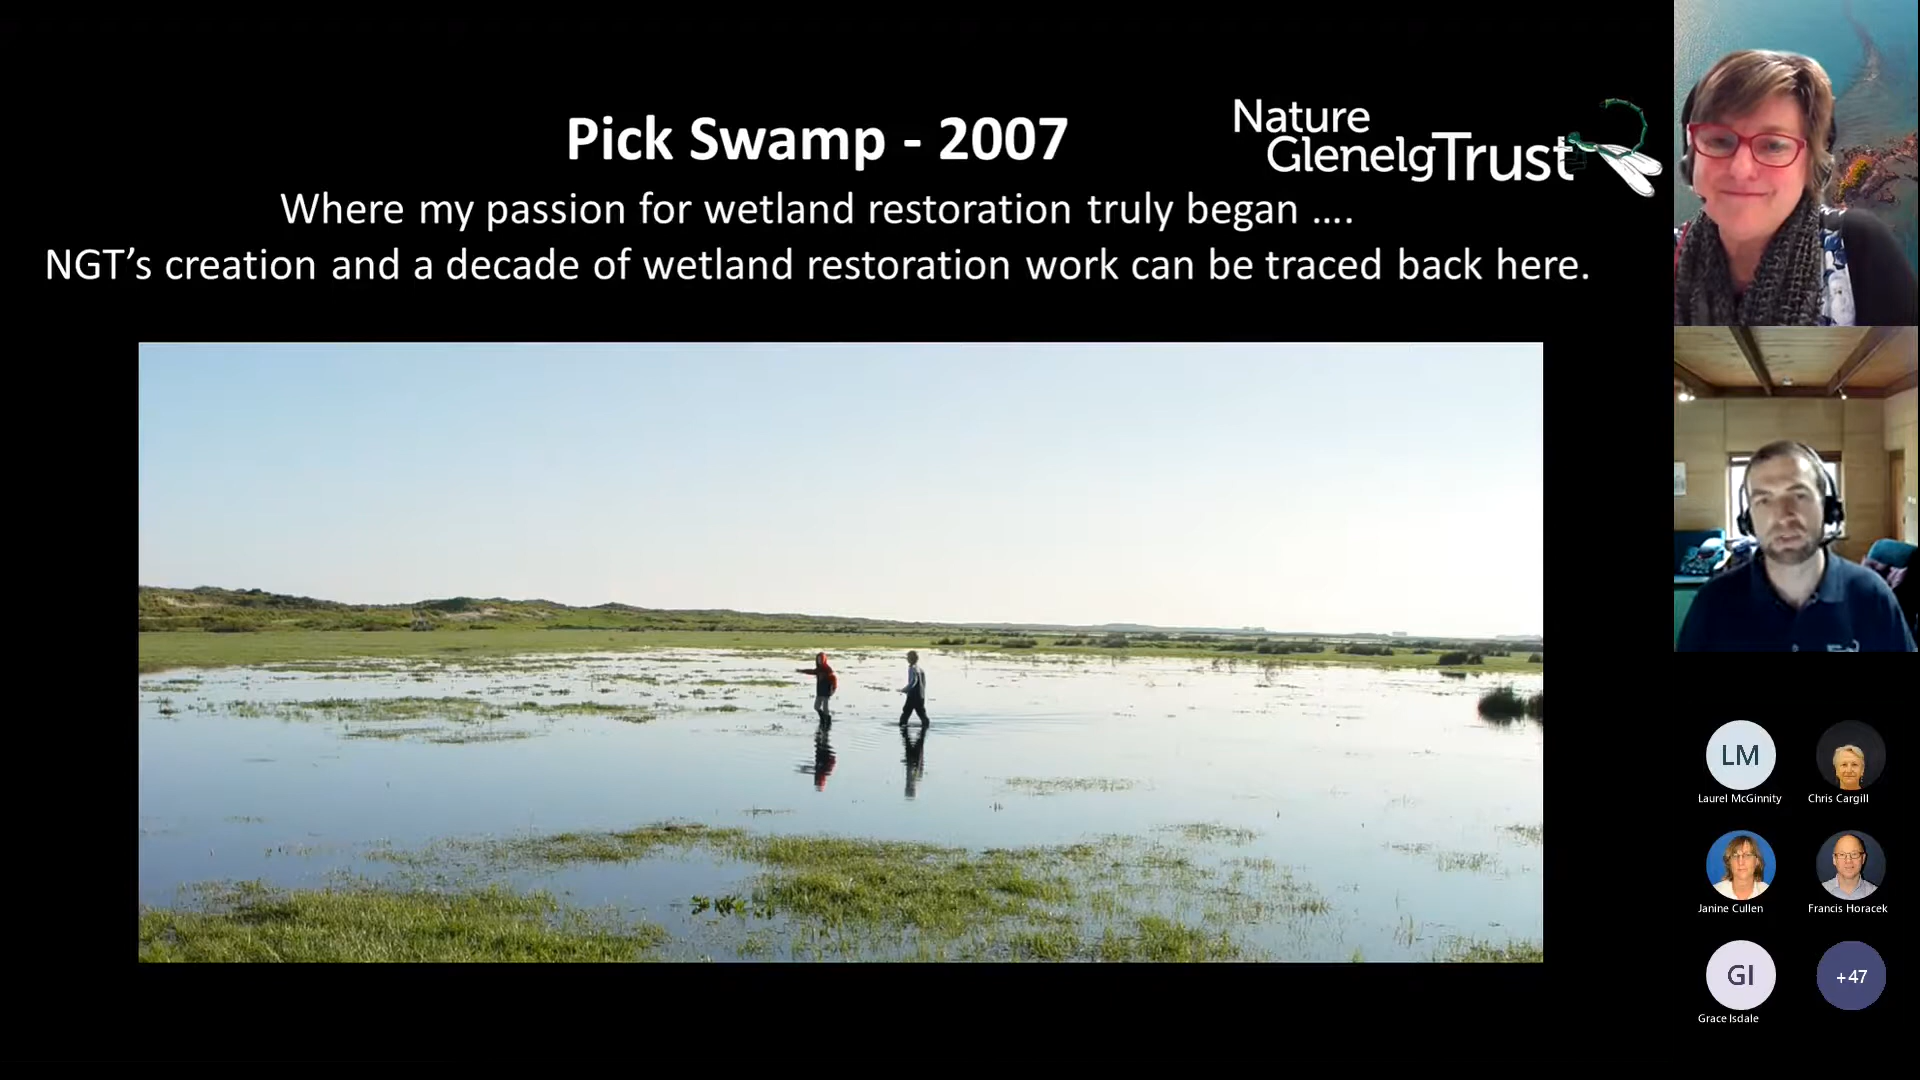 Pick Swamp - 2007
Nature
GlenelgTrust
Where my passion for wetland restoration truly began ....
NGT’s creation and a decade of wetland restoration work can be traced back here.
LM
Laurel McGinnity
Chris Cargill
Janine Cullen
Francis Horacek
GI
Grace Isdale
+47